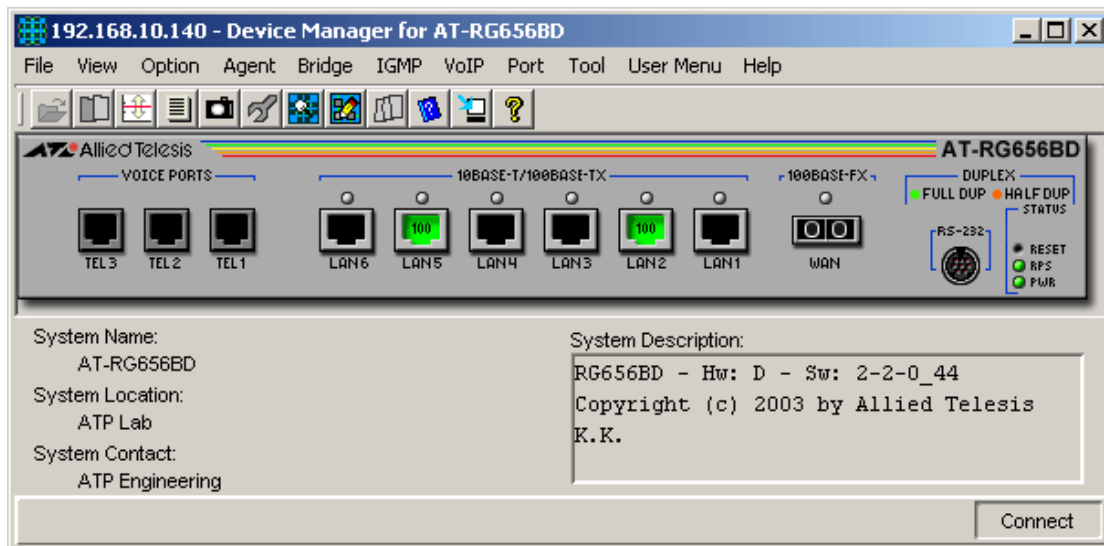 192.168.10.140 - Device Manager for AT-RG656BD
File View Option Agent Bridge IGMP VoIP Port Tool User Menu Help
Allied Telesis
AT-RG656BD
VOICE PORTS
10BASE-T/100BASE-TX
100BASE-FX
DUPLEX
FULL DUP
HALF DUP
STATUS
100
100
RS-232
RESET
RPS
PWR
TEL3 TEL2 TEL1 LAN6 LAN5 LAN4 LAN3 LAN2 LAN1 WAN
System Name:
AT-RG656BD
System Location:
ATP Lab
System Contact:
ATP Engineering
System Description:
RG656BD - Hw: D - Sw: 2-2-0_44
Copyright (c) 2003 by Allied Telesis
K.K.
Connect